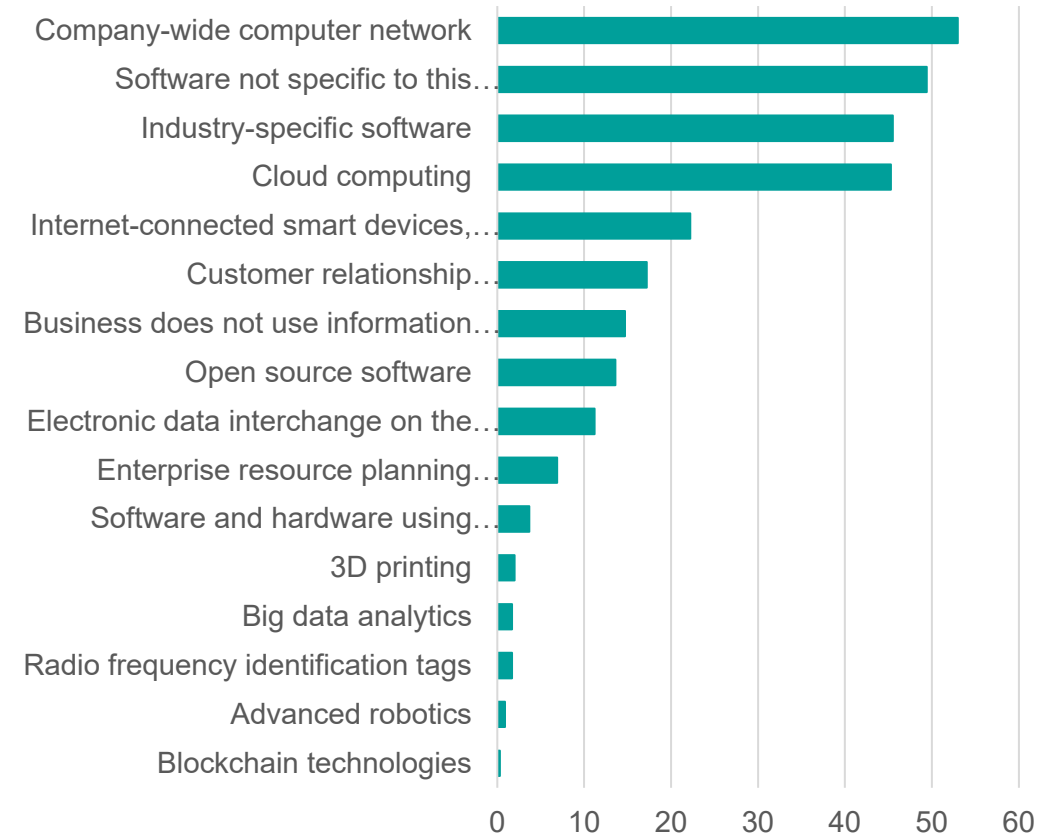 Company-wide computer network
Software not specific to this…
Industry-specific software
Cloud computing
Internet-connected smart devices,…
Customer relationship…
Business does not use information…
Open source software
Electronic data interchange on the…
Enterprise resource planning…
Software and hardware using…
3D printing
Big data analytics
Radio frequency identification tags
Advanced robotics
Blockchain technologies
0 10 20 30 40 50 60